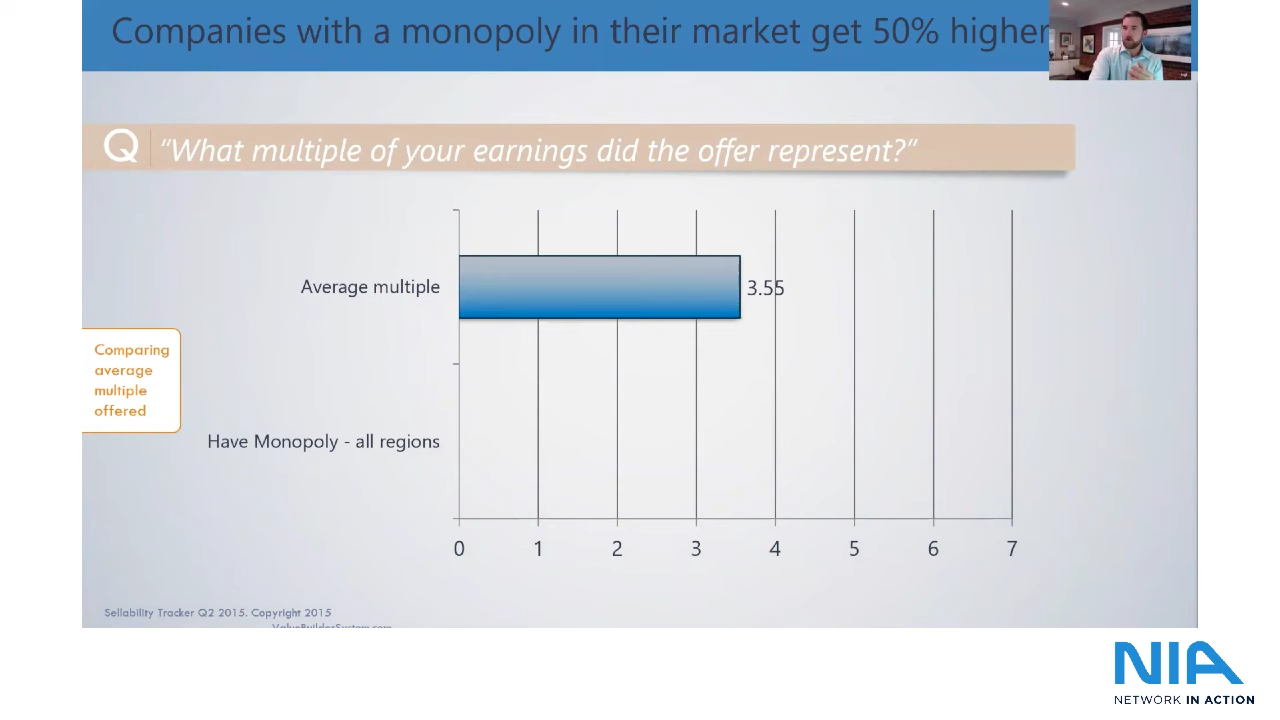 Companies with a monopoly in their market get 50% higher
Q "What multiple of your earnings did the offer represent?"
Average multiple
3.55
Comparing
average
multiple
offered
Have Monopoly - all regions
0 1 2 3 4 5 6 7
Sellability Tracker Q2 2015. Copyright 2015
ValueBuilderSystem.com
NIA
NETWORK IN ACTION